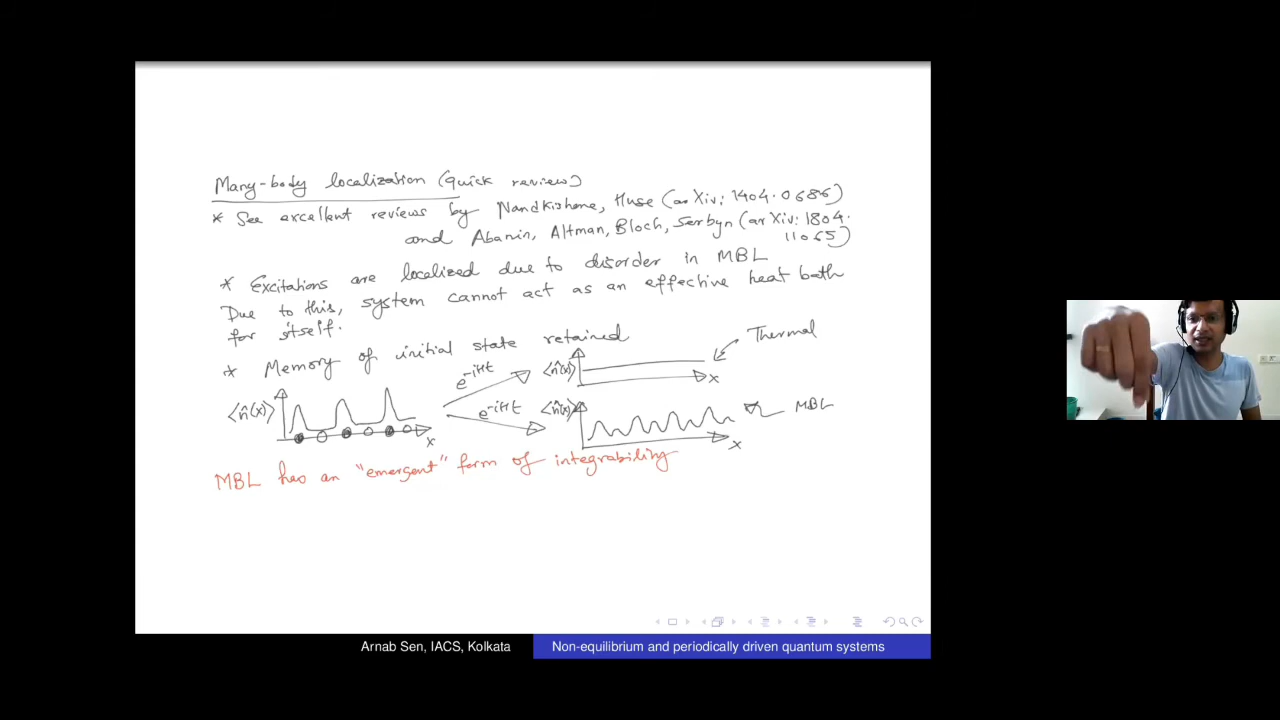 Many-body localization (quick review)
* See excellent reviews by Nandkishore, Huse (arXiv: 1404.0686)
and Abanin, Altman, Bloch, Serbyn (arXiv: 1804.
11065)
* Excitations are localized due to disorder in MBL
Due to this, system cannot act as an effective heat bath
for itself.
* Memory of initial state retained
Thermal
e^{-iHt}
<n̂(x)>
x
<n̂(x)>
x
e^{-iHt}
<n̂(x)>
x
MBL
MBL has an "emergent" form of integrability
Arnab Sen, IACS, Kolkata
Non-equilibrium and periodically driven quantum systems